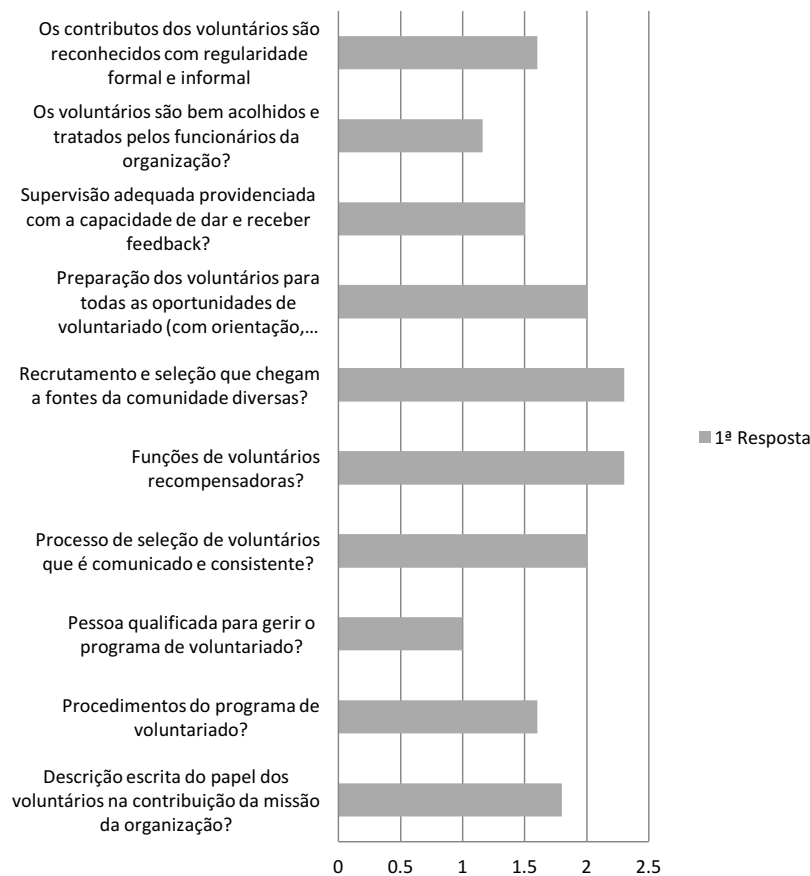 Os contributos dos voluntários são
reconhecidos com regularidade
formal e informal
Os voluntários são bem acolhidos e
tratados pelos funcionários da
organização?
Supervisão adequada providenciada
com a capacidade de dar e receber
feedback?
Preparação dos voluntários para
todas as oportunidades de
voluntariado (com orientação,...
Recrutamento e seleção que chegam
a fontes da comunidade diversas?
Funções de voluntários
recompensadoras?
Processo de seleção de voluntários
que é comunicado e consistente?
Pessoa qualificada para gerir o
programa de voluntariado?
Procedimentos do programa de
voluntariado?
Descrição escrita do papel dos
voluntários na contribuição da missão
da organização?
0 0.5 1 1.5 2 2.5
1ª Resposta